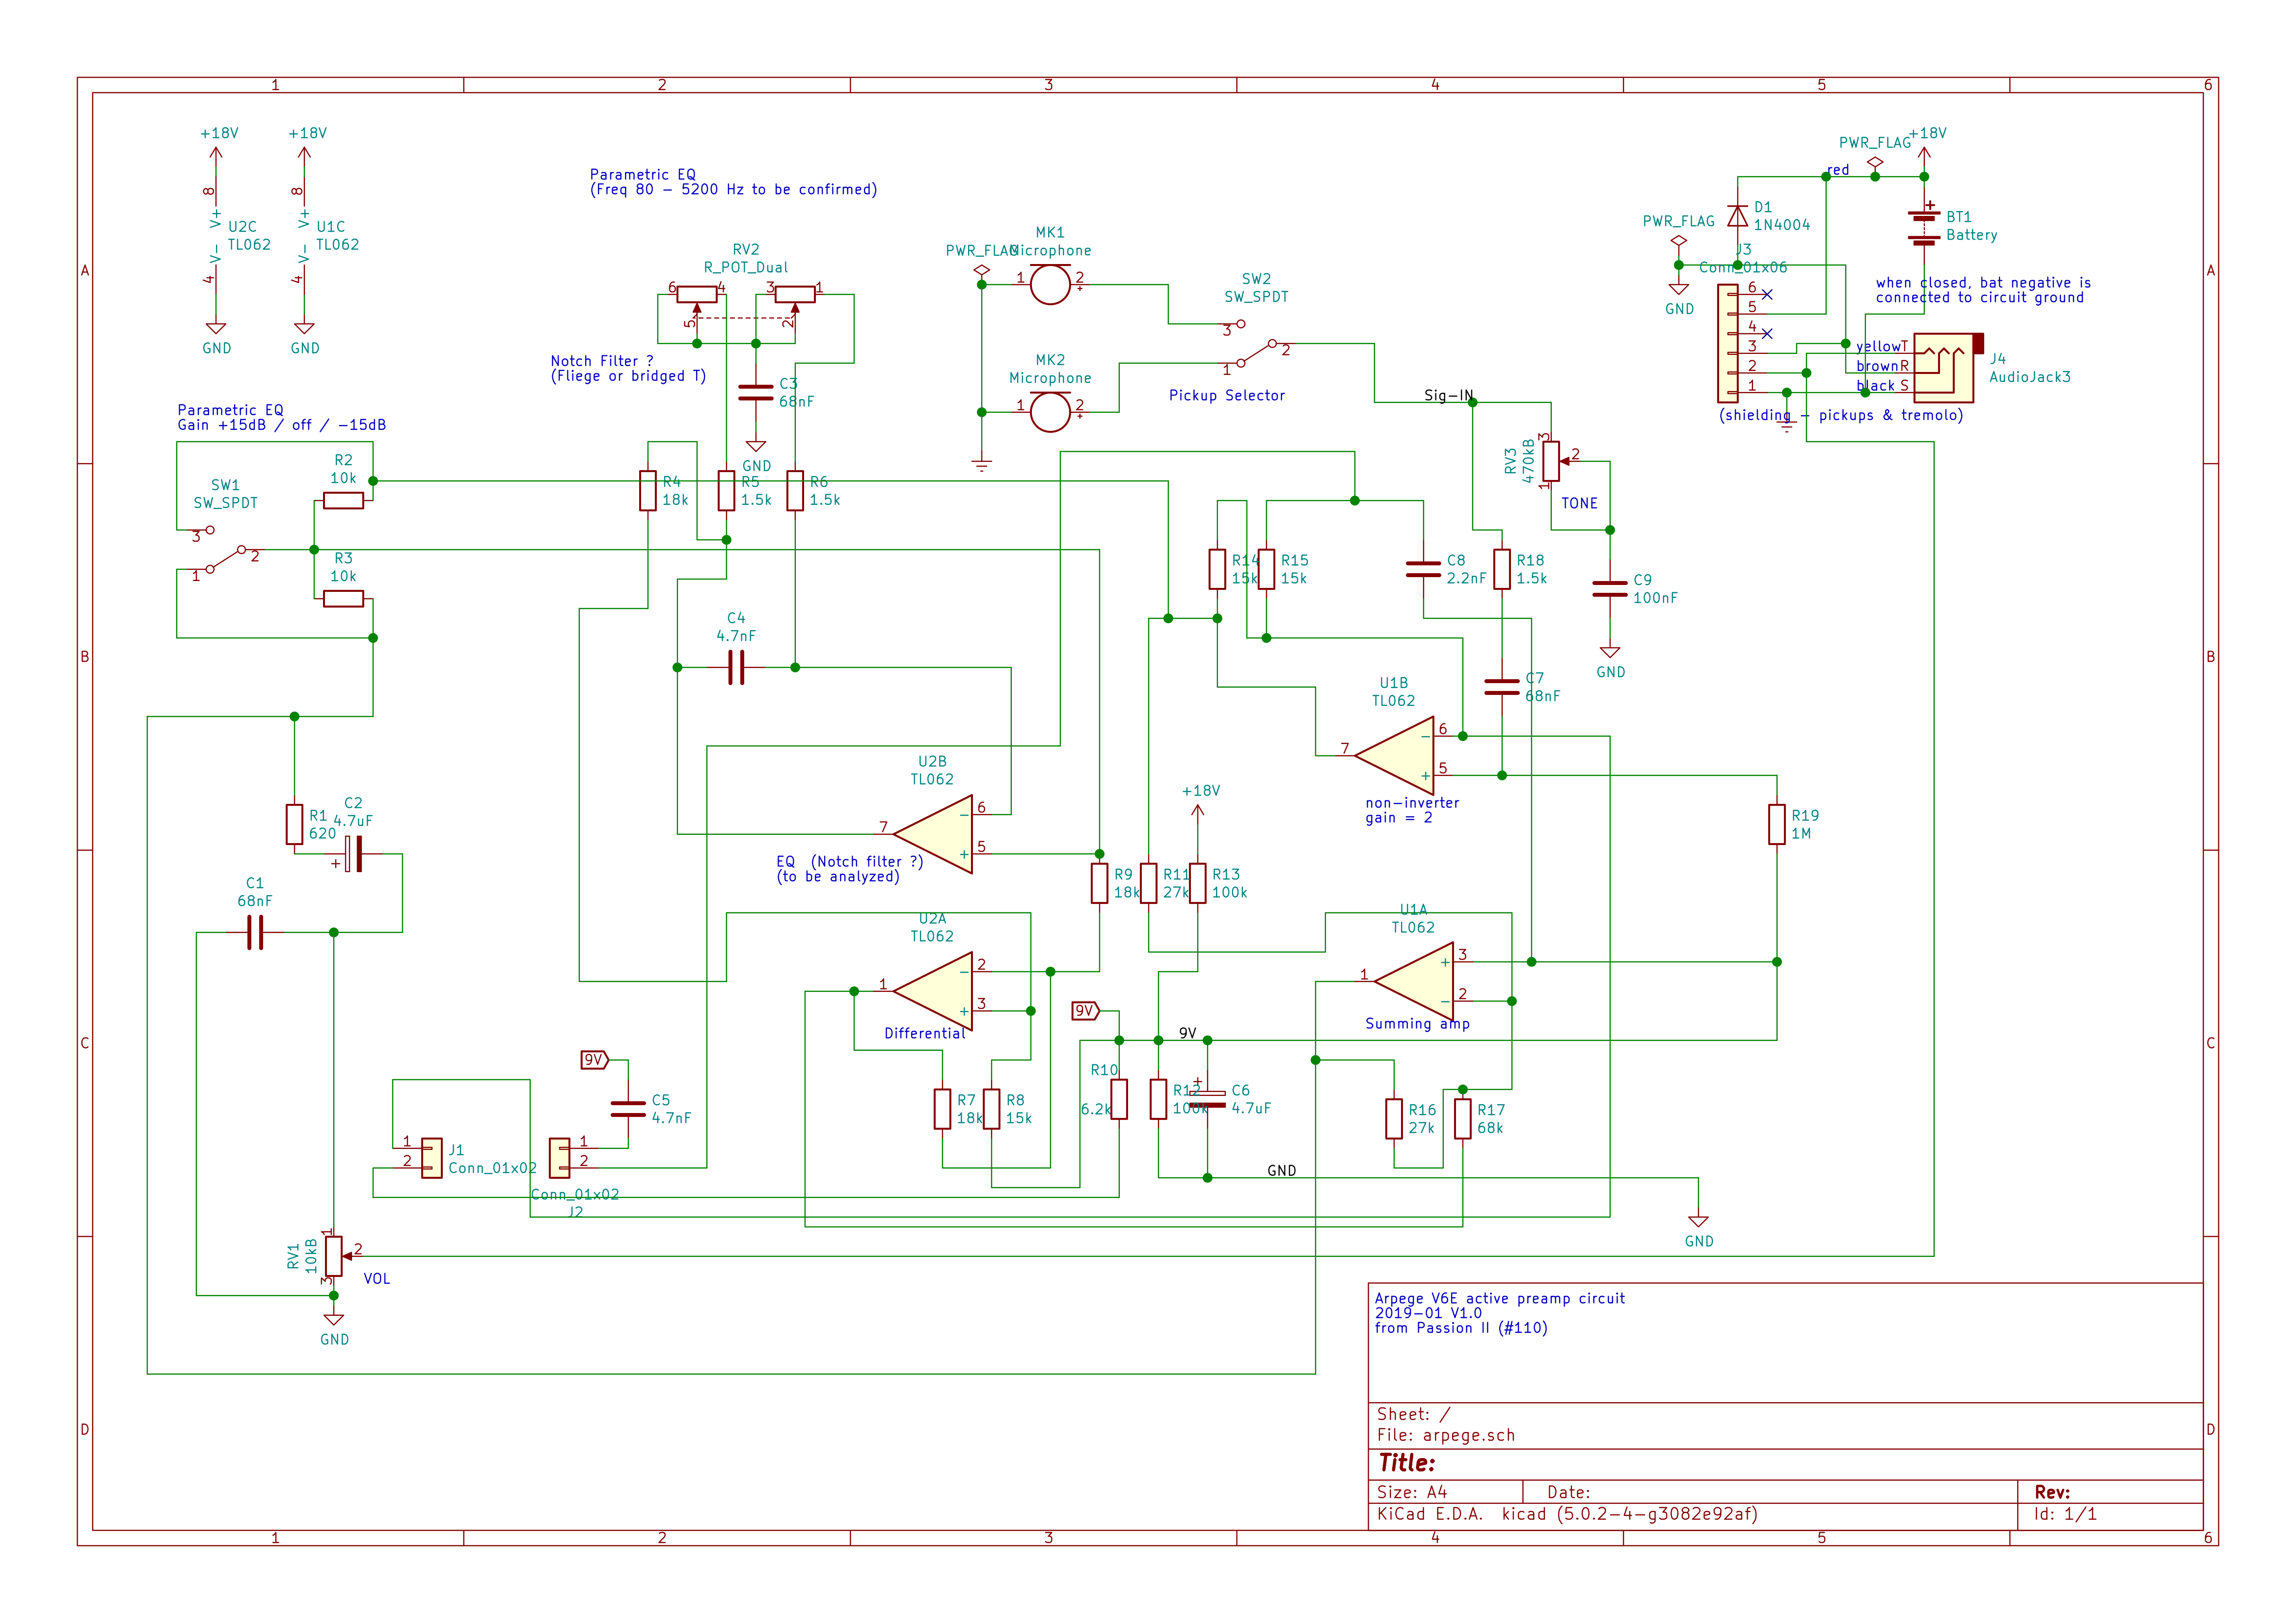 1 2 3 4 5 6
A
B
C
D
+18V
8
V+
V-
4
U2C
TL062
GND
+18V
8
V+
V-
4
U1C
TL062
GND
Parametric EQ
(Freq 80 - 5200 Hz to be confirmed)
RV2
R_POT_Dual
6 4 3 1
5 2
Notch Filter ?
(Fliege or bridged T)
C3
68nF
GND
PWR_FLAG
MK1
Microphone
1 2
MK2
Microphone
1 2
SW2
SW_SPDT
3
2
1
Pickup Selector
Sig-IN
RV3
470kB
3
2
1
TONE
PWR_FLAG
+18V
red
D1
1N4004
PWR_FLAG
GND
BT1
Battery
J3
Conn_01x06
6
5
4
3
2
1
when closed, bat negative is
connected to circuit ground
yellow T
brown R
black S
J4
AudioJack3
(shielding - pickups & tremolo)
Parametric EQ
Gain +15dB / off / -15dB
SW1
SW_SPDT
3
2
1
R2
10k
R3
10k
R4
18k
R5
1.5k
R6
1.5k
C4
4.7nF
R14
15k
R15
15k
C8
2.2nF
R18
1.5k
C9
100nF
GND
C7
68nF
U1B
TL062
7
6
5
non-inverter
gain = 2
R19
1M
R1
620
C2
4.7uF
C1
68nF
U2B
TL062
7
6
5
EQ (Notch filter ?)
(to be analyzed)
+18V
R9
18k
R11
27k
R13
100k
U2A
TL062
1
2
3
Differential
U1A
TL062
1
3
2
Summing amp
9V
9V
9V
C5
4.7nF
R7
18k
R8
15k
R10
6.2k
R12
100k
C6
4.7uF
R16
27k
R17
68k
1
2
J1
Conn_01x02
1
2
Conn_01x02
J2
GND
GND
RV1
10kB
1
2
3
VOL
GND
Arpege V6E active preamp circuit
2019-01 V1.0
from Passion II (#110)
Sheet: /
File: arpege.sch
Title:
Size: A4 Date: Rev:
KiCad E.D.A. kicad (5.0.2-4-g3082e92af) Id: 1/1
1 2 3 4 5 6
A
B
C
D